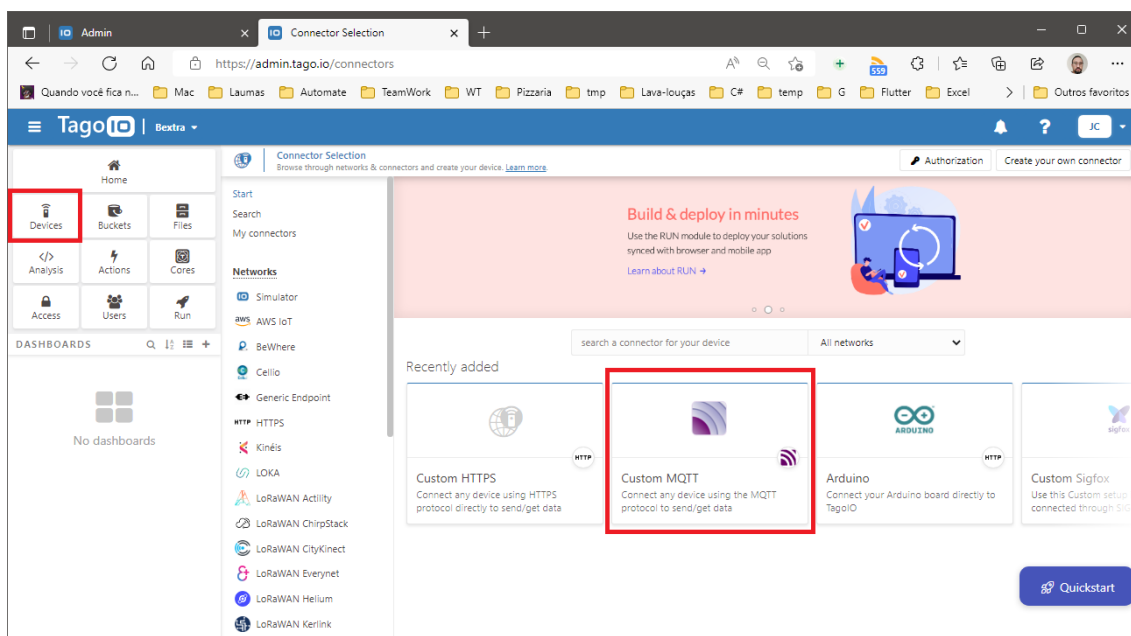 Admin
Connector Selection
https://admin.tago.io/connectors
559
Quando você fica n...
Mac
Laumas
Automate
TeamWork
WT
Pizzaria
tmp
Lava-louças
C#
temp
G
Flutter
Excel
Outros favoritos
TagoIO
Bextra
?
JC
Home
Devices
Buckets
Files
Analysis
Actions
Cores
Access
Users
Run
DASHBOARDS
No dashboards
Connector Selection
Browse through networks & connectors and create your device. Learn more.
Authorization
Create your own connector
Start
Search
My connectors
Networks
Simulator
aws AWS IoT
BeWhere
Cellio
Generic Endpoint
HTTP HTTPS
Kinéis
LOKA
LoRaWAN Actility
LoRaWAN ChirpStack
LoRaWAN CityKinect
LoRaWAN Everynet
LoRaWAN Helium
LoRaWAN Kerlink
Build & deploy in minutes
Use the RUN module to deploy your solutions
synced with browser and mobile app
Learn about RUN
search a connector for your device
All networks
Recently added
HTTP
Custom HTTPS
Connect any device using HTTPS
protocol directly to send/get data
Custom MQTT
Connect any device using the MQTT
protocol to send/get data
ARDUINO
HTTP
Arduino
Connect your Arduino board directly to
TagoIO
sigfox
Custom Sigfox
Use this Custom setup
connected through SIG
Quickstart